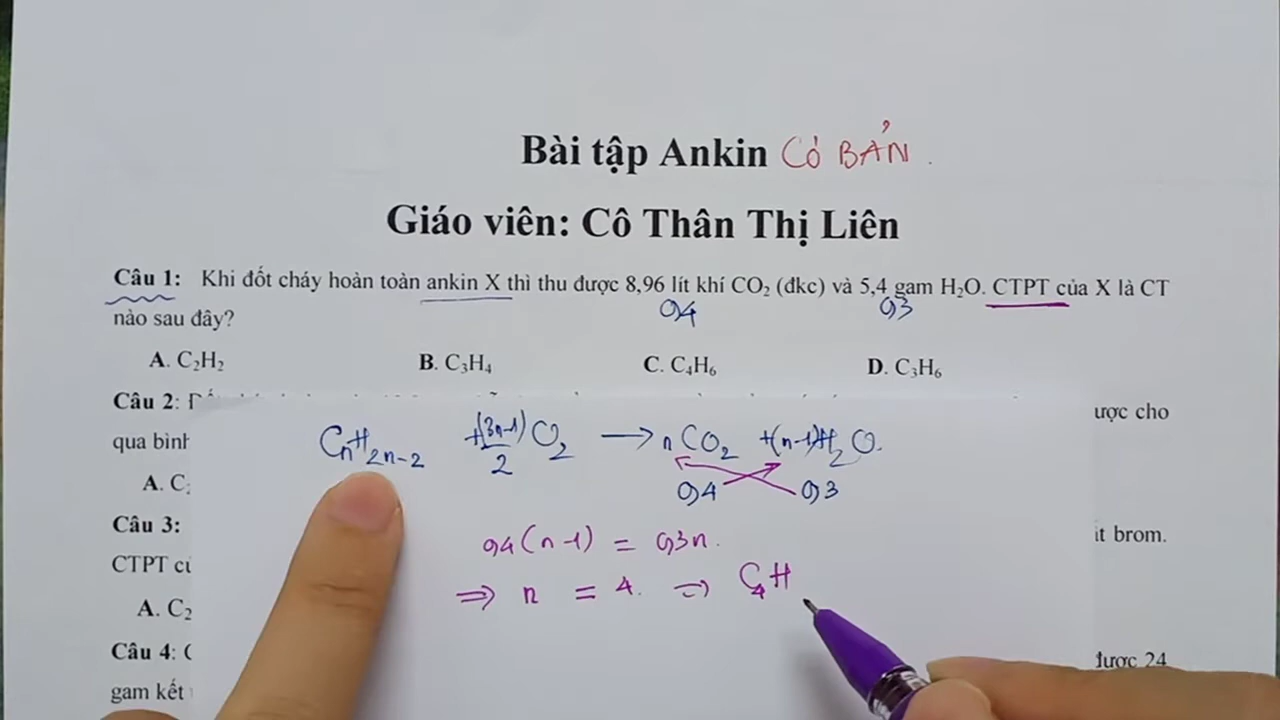 Bài tập Ankin CƠ BẢN.
Giáo viên: Cô Thân Thị Liên
Câu 1: Khi đốt cháy hoàn toàn ankin X thì thu được 8,96 lít khí CO₂ (đkc) và 5,4 gam H₂O. CTPT của X là CT
0,4 0,3
nào sau đây?
A. C₂H₂ B. C₃H₄ C. C₄H₆ D. C₃H₆
Câu 2:
ược cho
qua bình
CₙH₂ₙ₋₂ + (3n-1)/2 O₂ → nCO₂ + (n-1)H₂O.
A. C
0,4 0,3
Câu 3:
it brom.
0,4(n-1) = 0,3n.
CTPT
⇒ n = 4. ⇒ C₄H
A. C₂
Câu 4:
được 24
gam kết